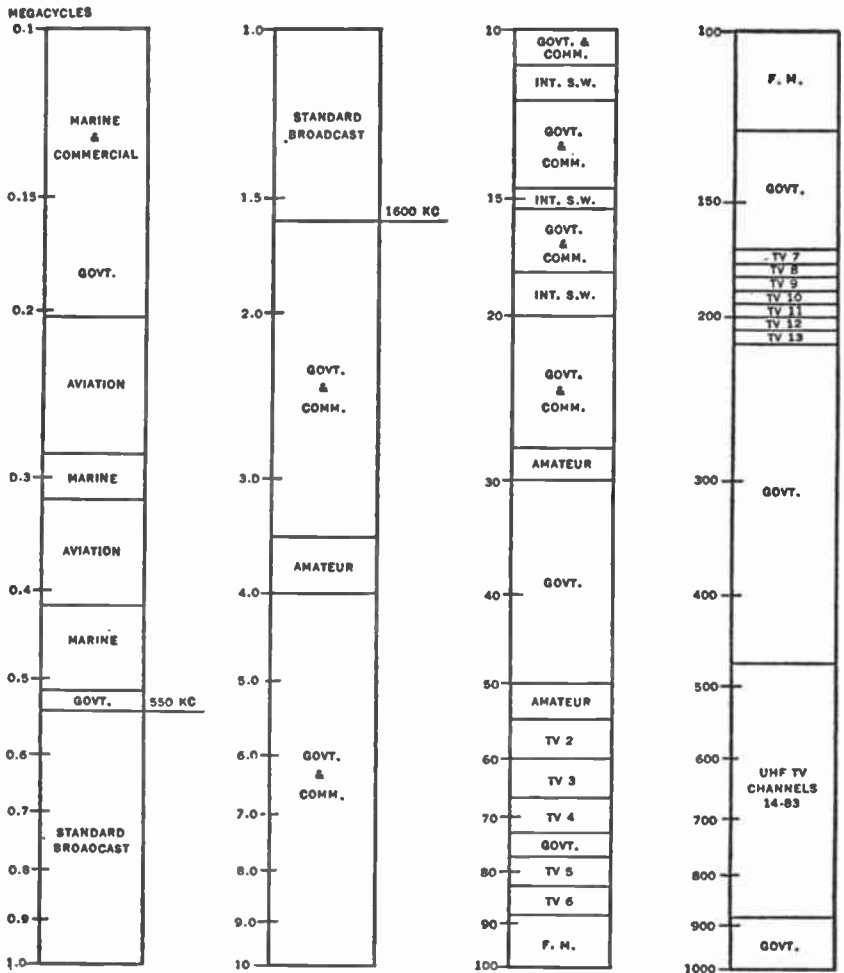 MEGACYCLES
0.1
MARINE
&
COMMERCIAL
0.15
GOVT.
0.2
AVIATION
0.3
MARINE
AVIATION
0.4
MARINE
0.5
GOVT.
550 KC
0.6
0.7
STANDARD
BROADCAST
0.8
0.9
1.0
1.0
STANDARD
BROADCAST
1.5
1600 KC
2.0
GOVT.
&
COMM.
3.0
AMATEUR
4.0
5.0
6.0
GOVT.
&
COMM.
7.0
8.0
9.0
10
10
GOVT. &
COMM.
INT. S.W.
GOVT.
&
COMM.
15
INT. S.W.
GOVT.
&
COMM.
INT. S.W.
20
GOVT.
&
COMM.
AMATEUR
30
GOVT.
40
50
AMATEUR
TV 2
60
TV 3
70
TV 4
GOVT.
80
TV 5
TV 6
90
F. M.
100
100
F. M.
150
GOVT.
TV 7
TV 8
TV 9
TV 10
TV 11
200
TV 12
TV 13
300
GOVT.
400
500
600
UHF TV
CHANNELS
14-83
700
800
900
GOVT.
1000